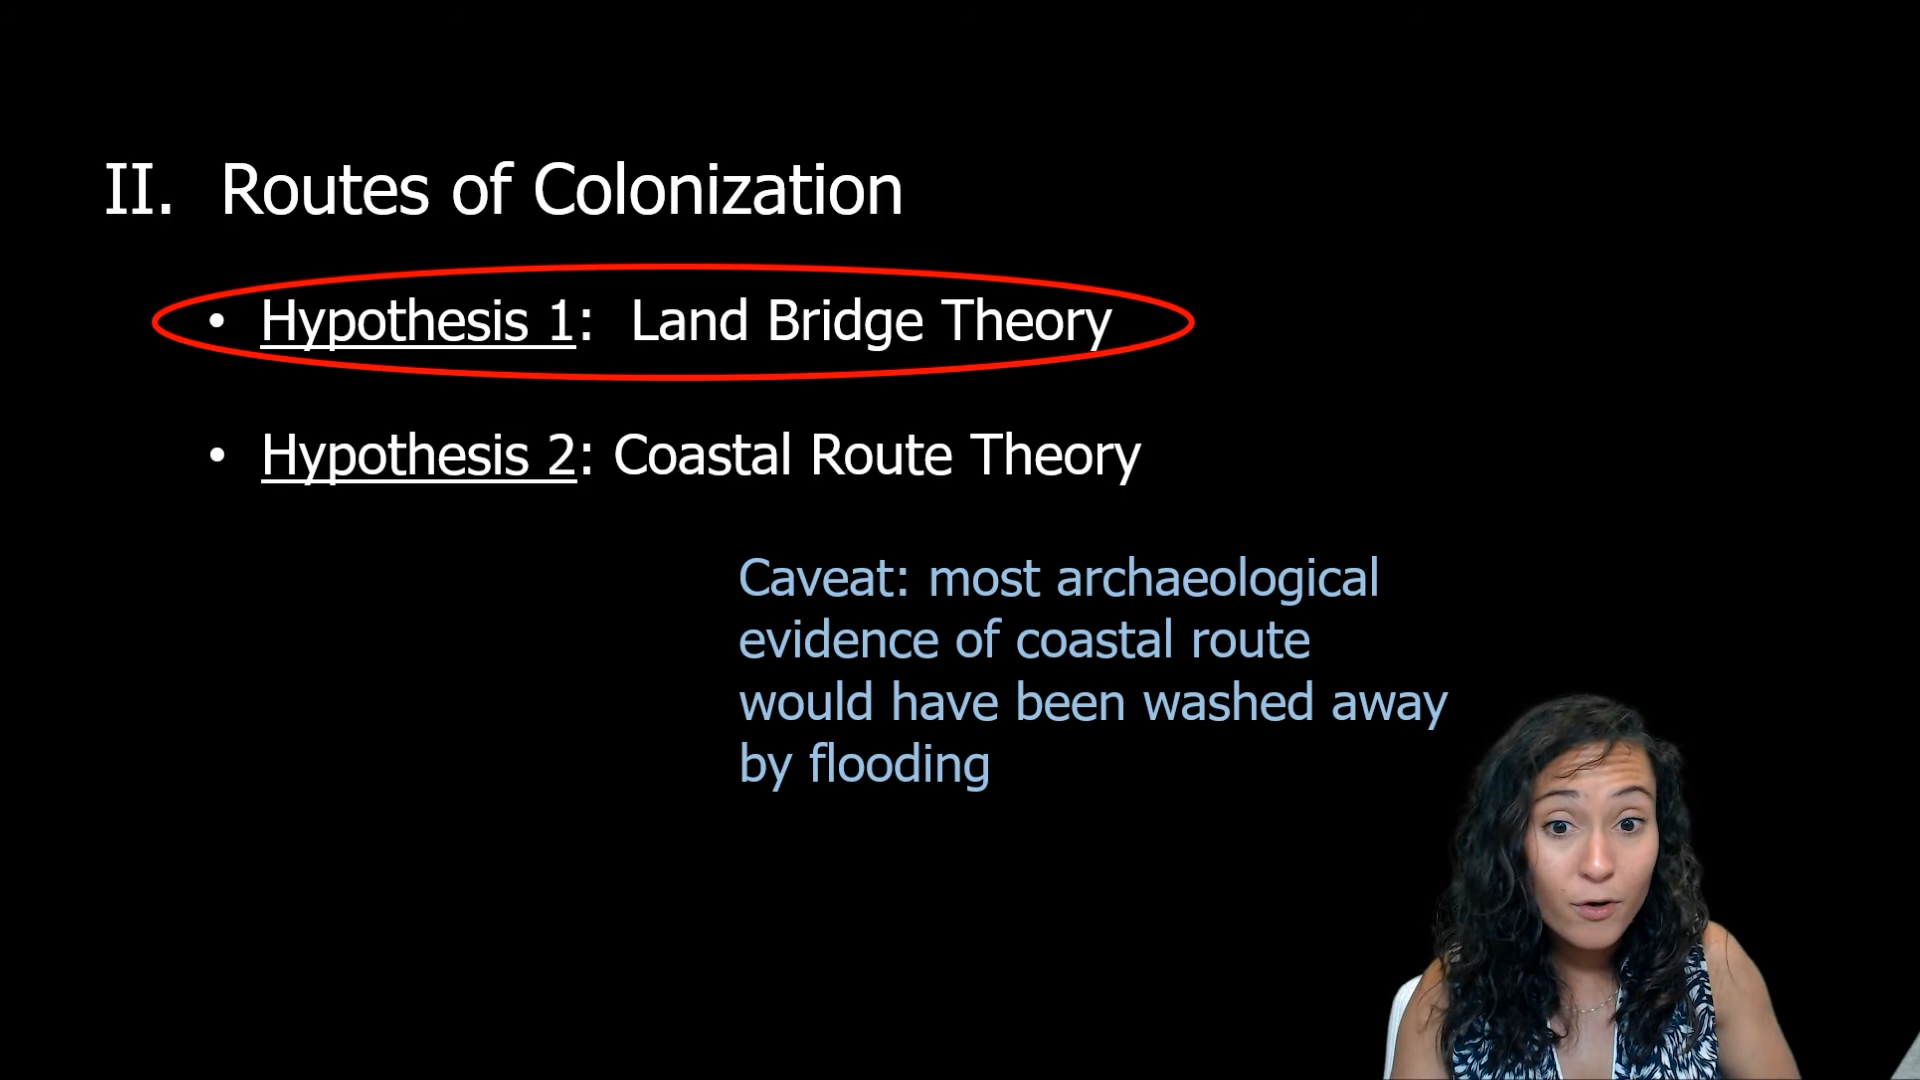 II. Routes of Colonization
• Hypothesis 1: Land Bridge Theory
• Hypothesis 2: Coastal Route Theory
Caveat: most archaeological
evidence of coastal route
would have been washed away
by flooding